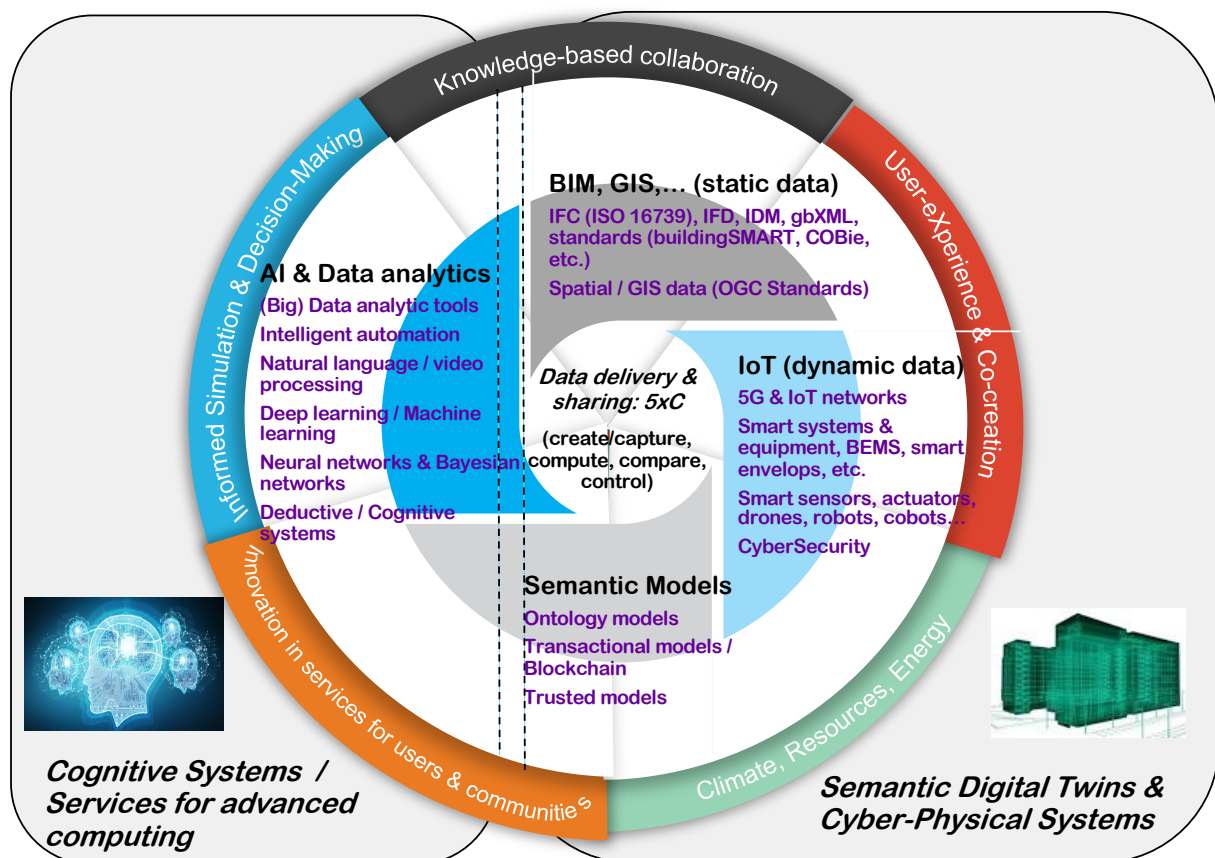 Knowledge-based collaboration
Informed Simulation & Decision-Making
User-eXperience & Co-creation
BIM, GIS,... (static data)
IFC (ISO 16739), IFD, IDM, gbXML,
standards (buildingSMART, COBie,
etc.)
Spatial / GIS data (OGC Standards)
AI & Data analytics
(Big) Data analytic tools
Intelligent automation
Natural language / video
processing
Deep learning / Machine
learning
Neural networks & Bayesian
networks
Deductive / Cognitive
systems
Data delivery &
sharing: 5xC
(create/capture,
compute, compare,
control)
IoT (dynamic data)
5G & IoT networks
Smart systems &
equipment, BEMS, smart
envelops, etc.
Smart sensors, actuators,
drones, robots, cobots...
CyberSecurity
Semantic Models
Ontology models
Transactional models /
Blockchain
Trusted models
Innovation in services for users & communities
Climate, Resources, Energy
Cognitive Systems /
Services for advanced
computing
Semantic Digital Twins &
Cyber-Physical Systems